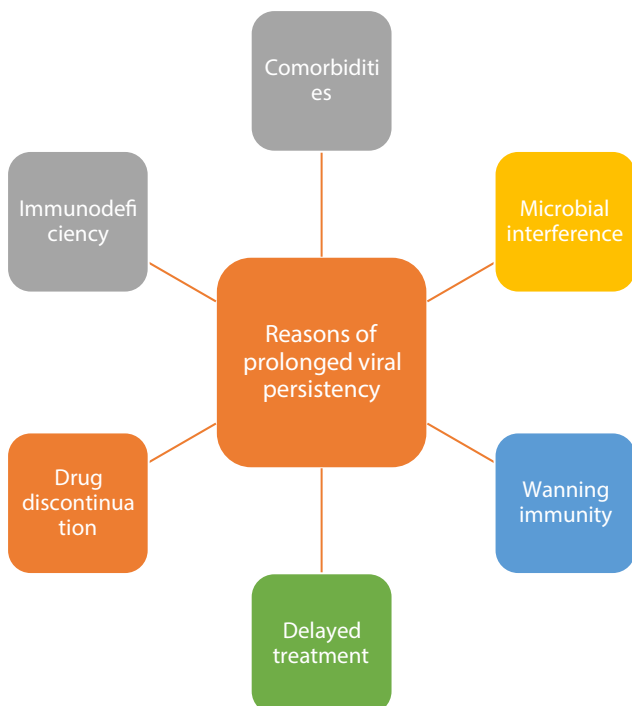 Comorbiditi
es
Immunodefi
ciency
Microbial
interference
Reasons of
prolonged viral
persistency
Drug
discontinua
tion
Wanning
immunity
Delayed
treatment